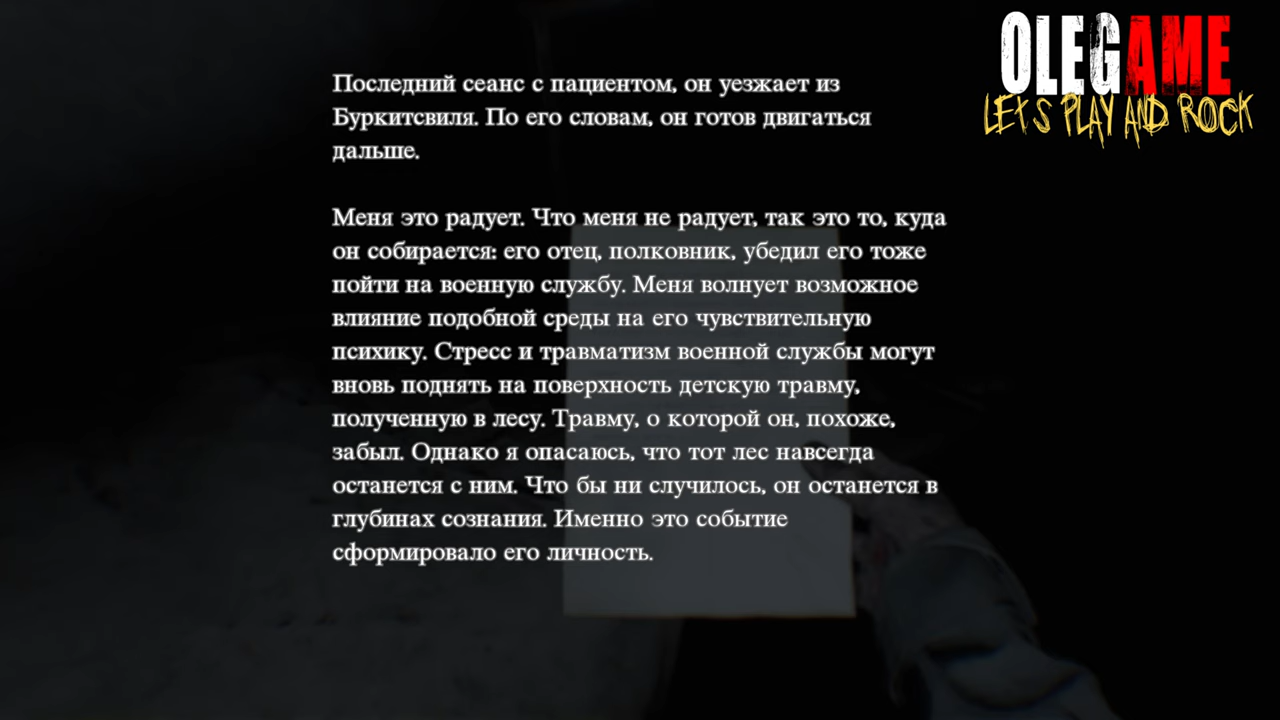 OLEGAME
LET'S PLAY AND ROCK
Последний сеанс с пациентом, он уезжает из
Буркитсвиля. По его словам, он готов двигаться
дальше.
Меня это радует. Что меня не радует, так это то, куда
он собирается: его отец, полковник, убедил его тоже
пойти на военную службу. Меня волнует возможное
влияние подобной среды на его чувствительную
психику. Стресс и травматизм военной службы могут
вновь поднять на поверхность детскую травму,
полученную в лесу. Травму, о которой он, похоже,
забыл. Однако я опасаюсь, что тот лес навсегда
останется с ним. Что бы ни случилось, он останется в
глубинах сознания. Именно это событие
сформировало его личность.